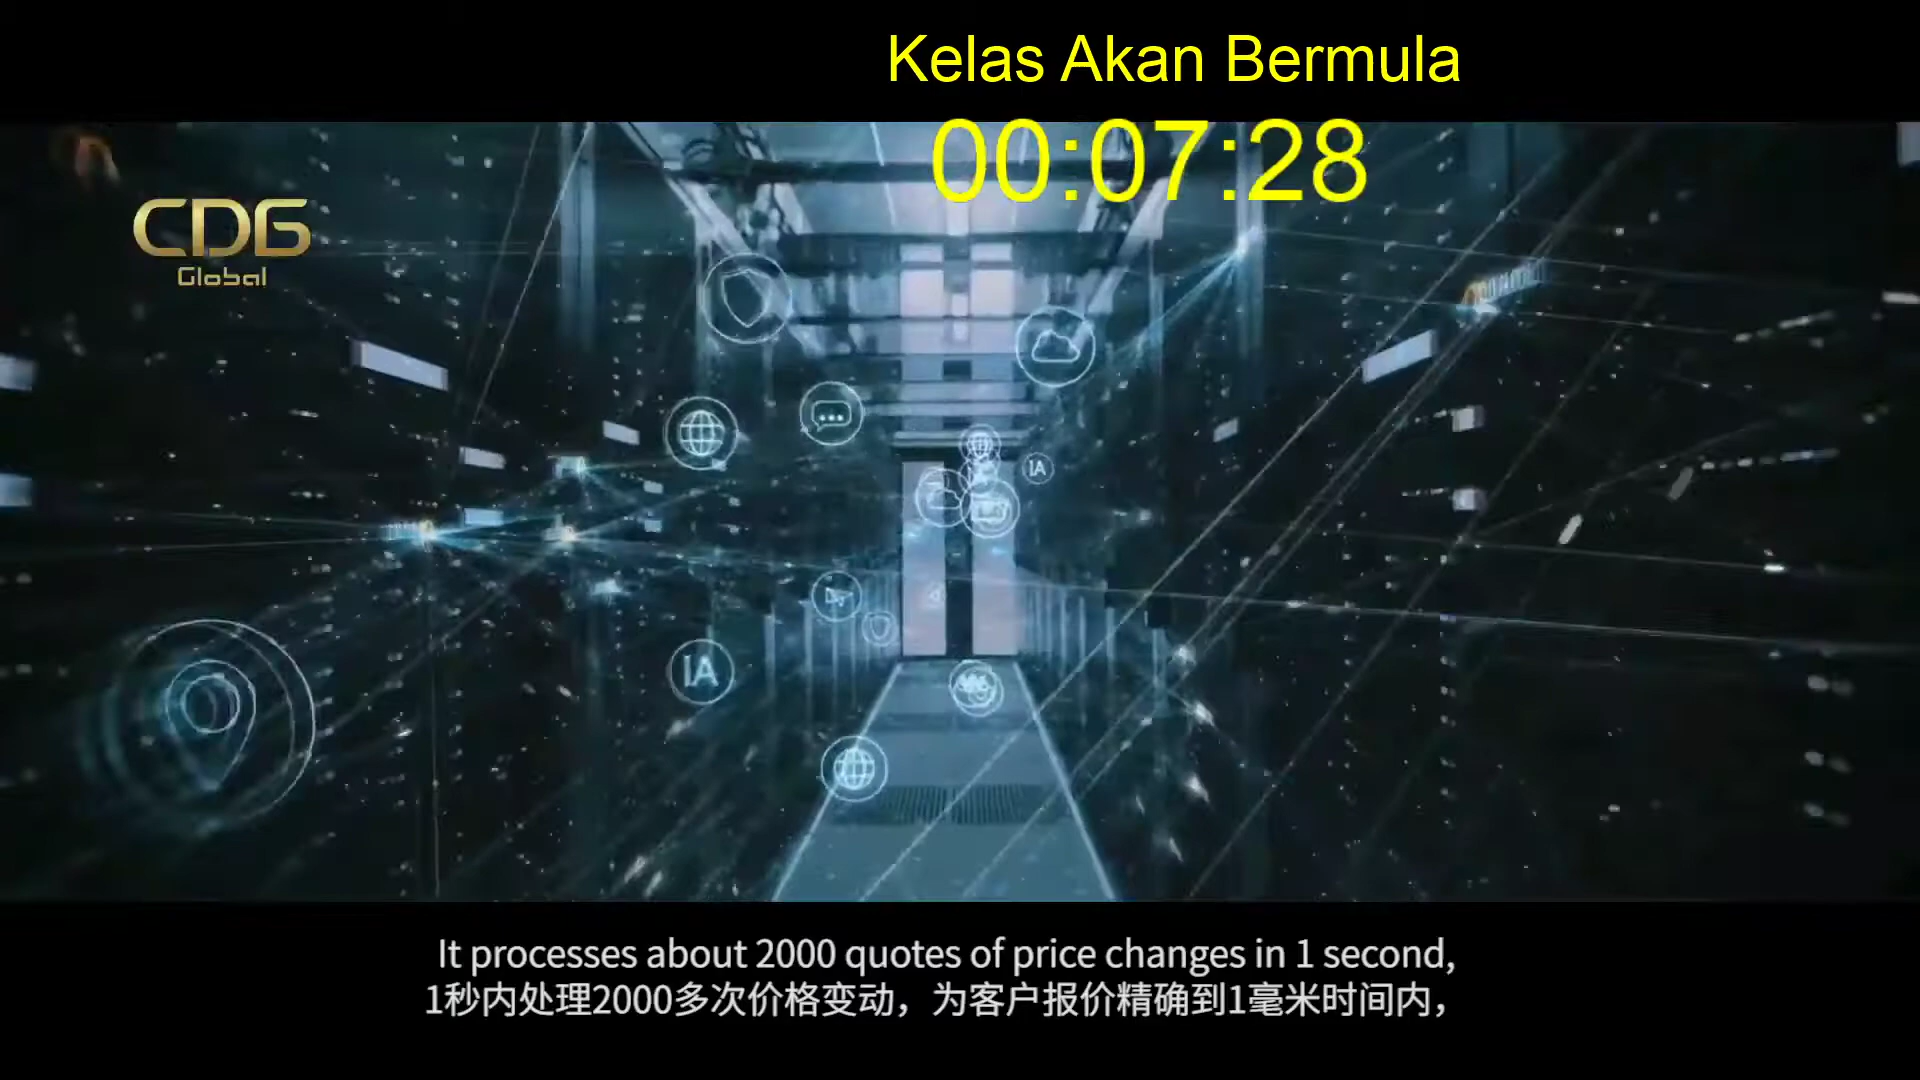 Kelas Akan Bermula
00:07:28
CDG
Global
IA
IA
It processes about 2000 quotes of price changes in 1 second,
1秒内处理2000多次价格变动，为客户报价精确到1毫米时间内，